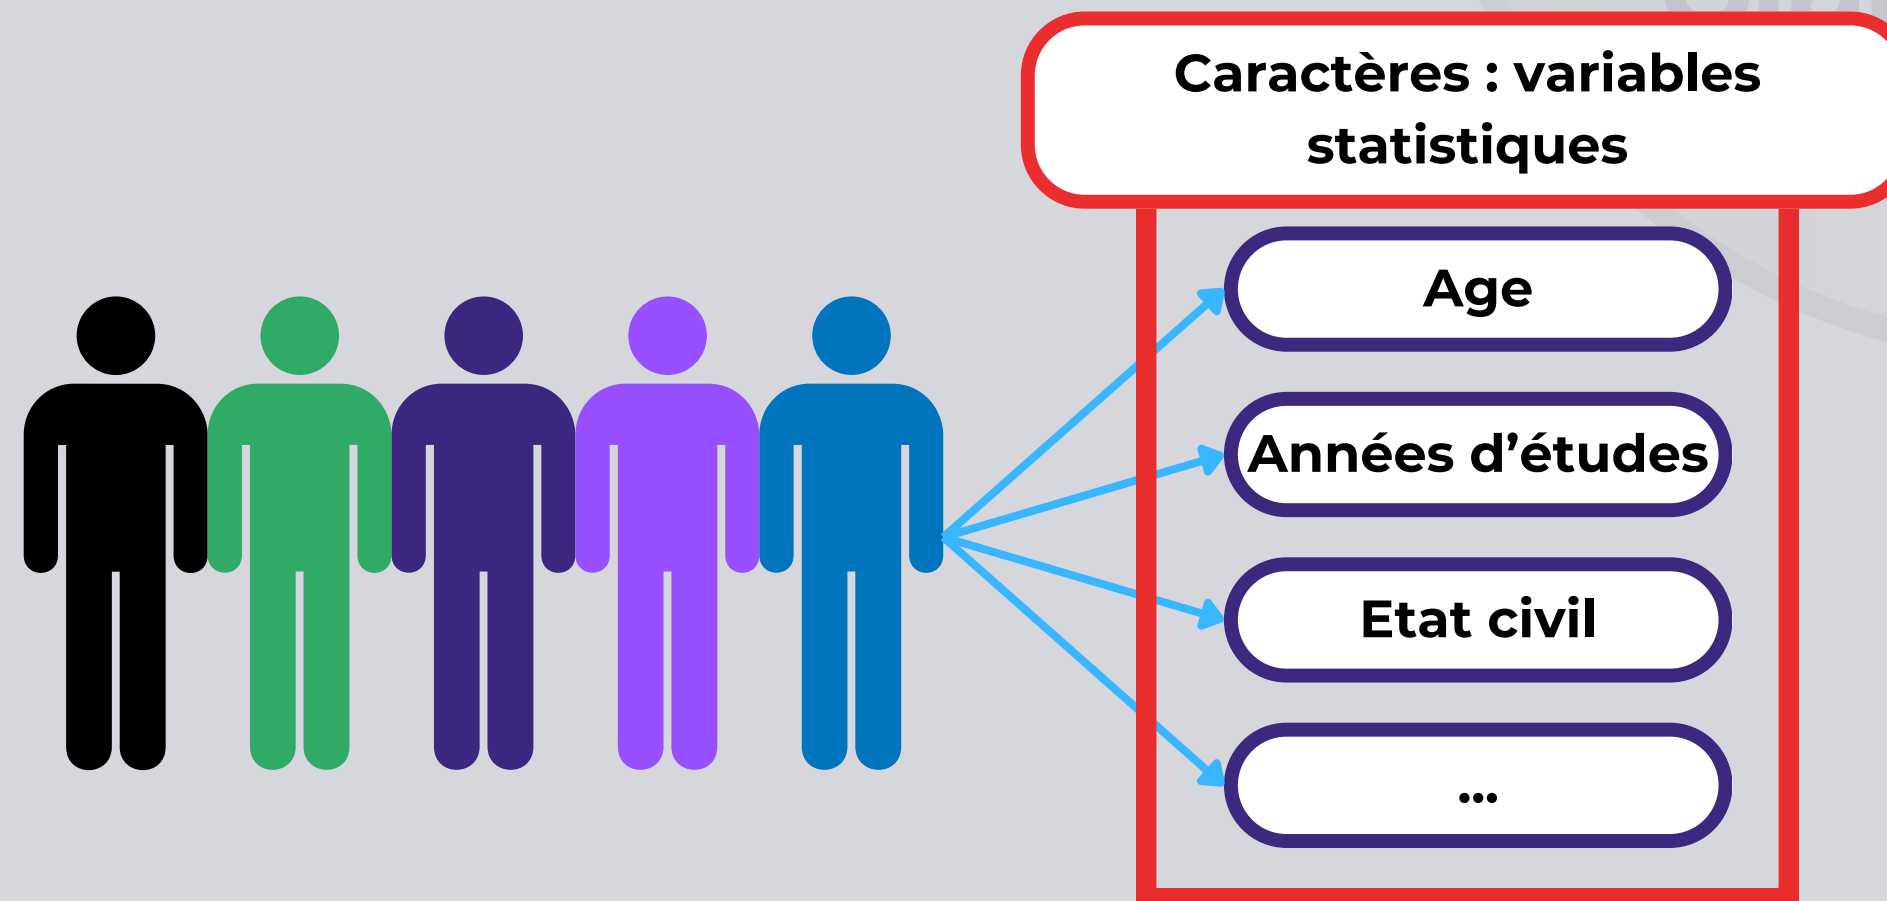 Caractères : variables
statistiques
Age
Années d’études
Etat civil
...